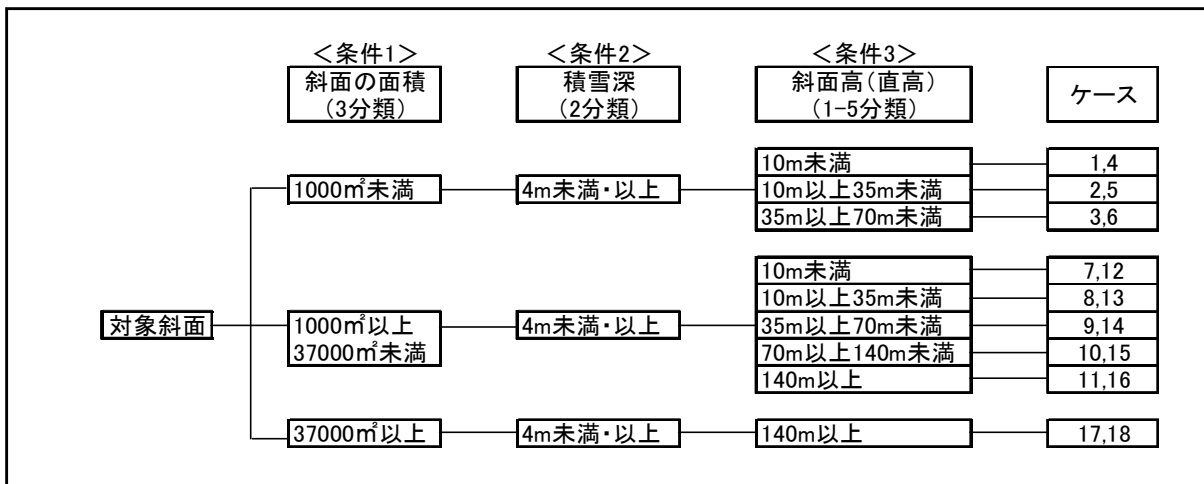 ＜条件1＞ ＜条件2＞ ＜条件3＞
斜面の面積 積雪深 斜面高（直高） ケース
（3分類） （2分類） （1-5分類）
10m未満 1,4
1000㎡未満 4m未満・以上 10m以上35m未満 2,5
35m以上70m未満 3,6
10m未満 7,12
10m以上35m未満 8,13
対象斜面 1000㎡以上 4m未満・以上 35m以上70m未満 9,14
37000㎡未満 70m以上140m未満 10,15
140m以上 11,16
37000㎡以上 4m未満・以上 140m以上 17,18